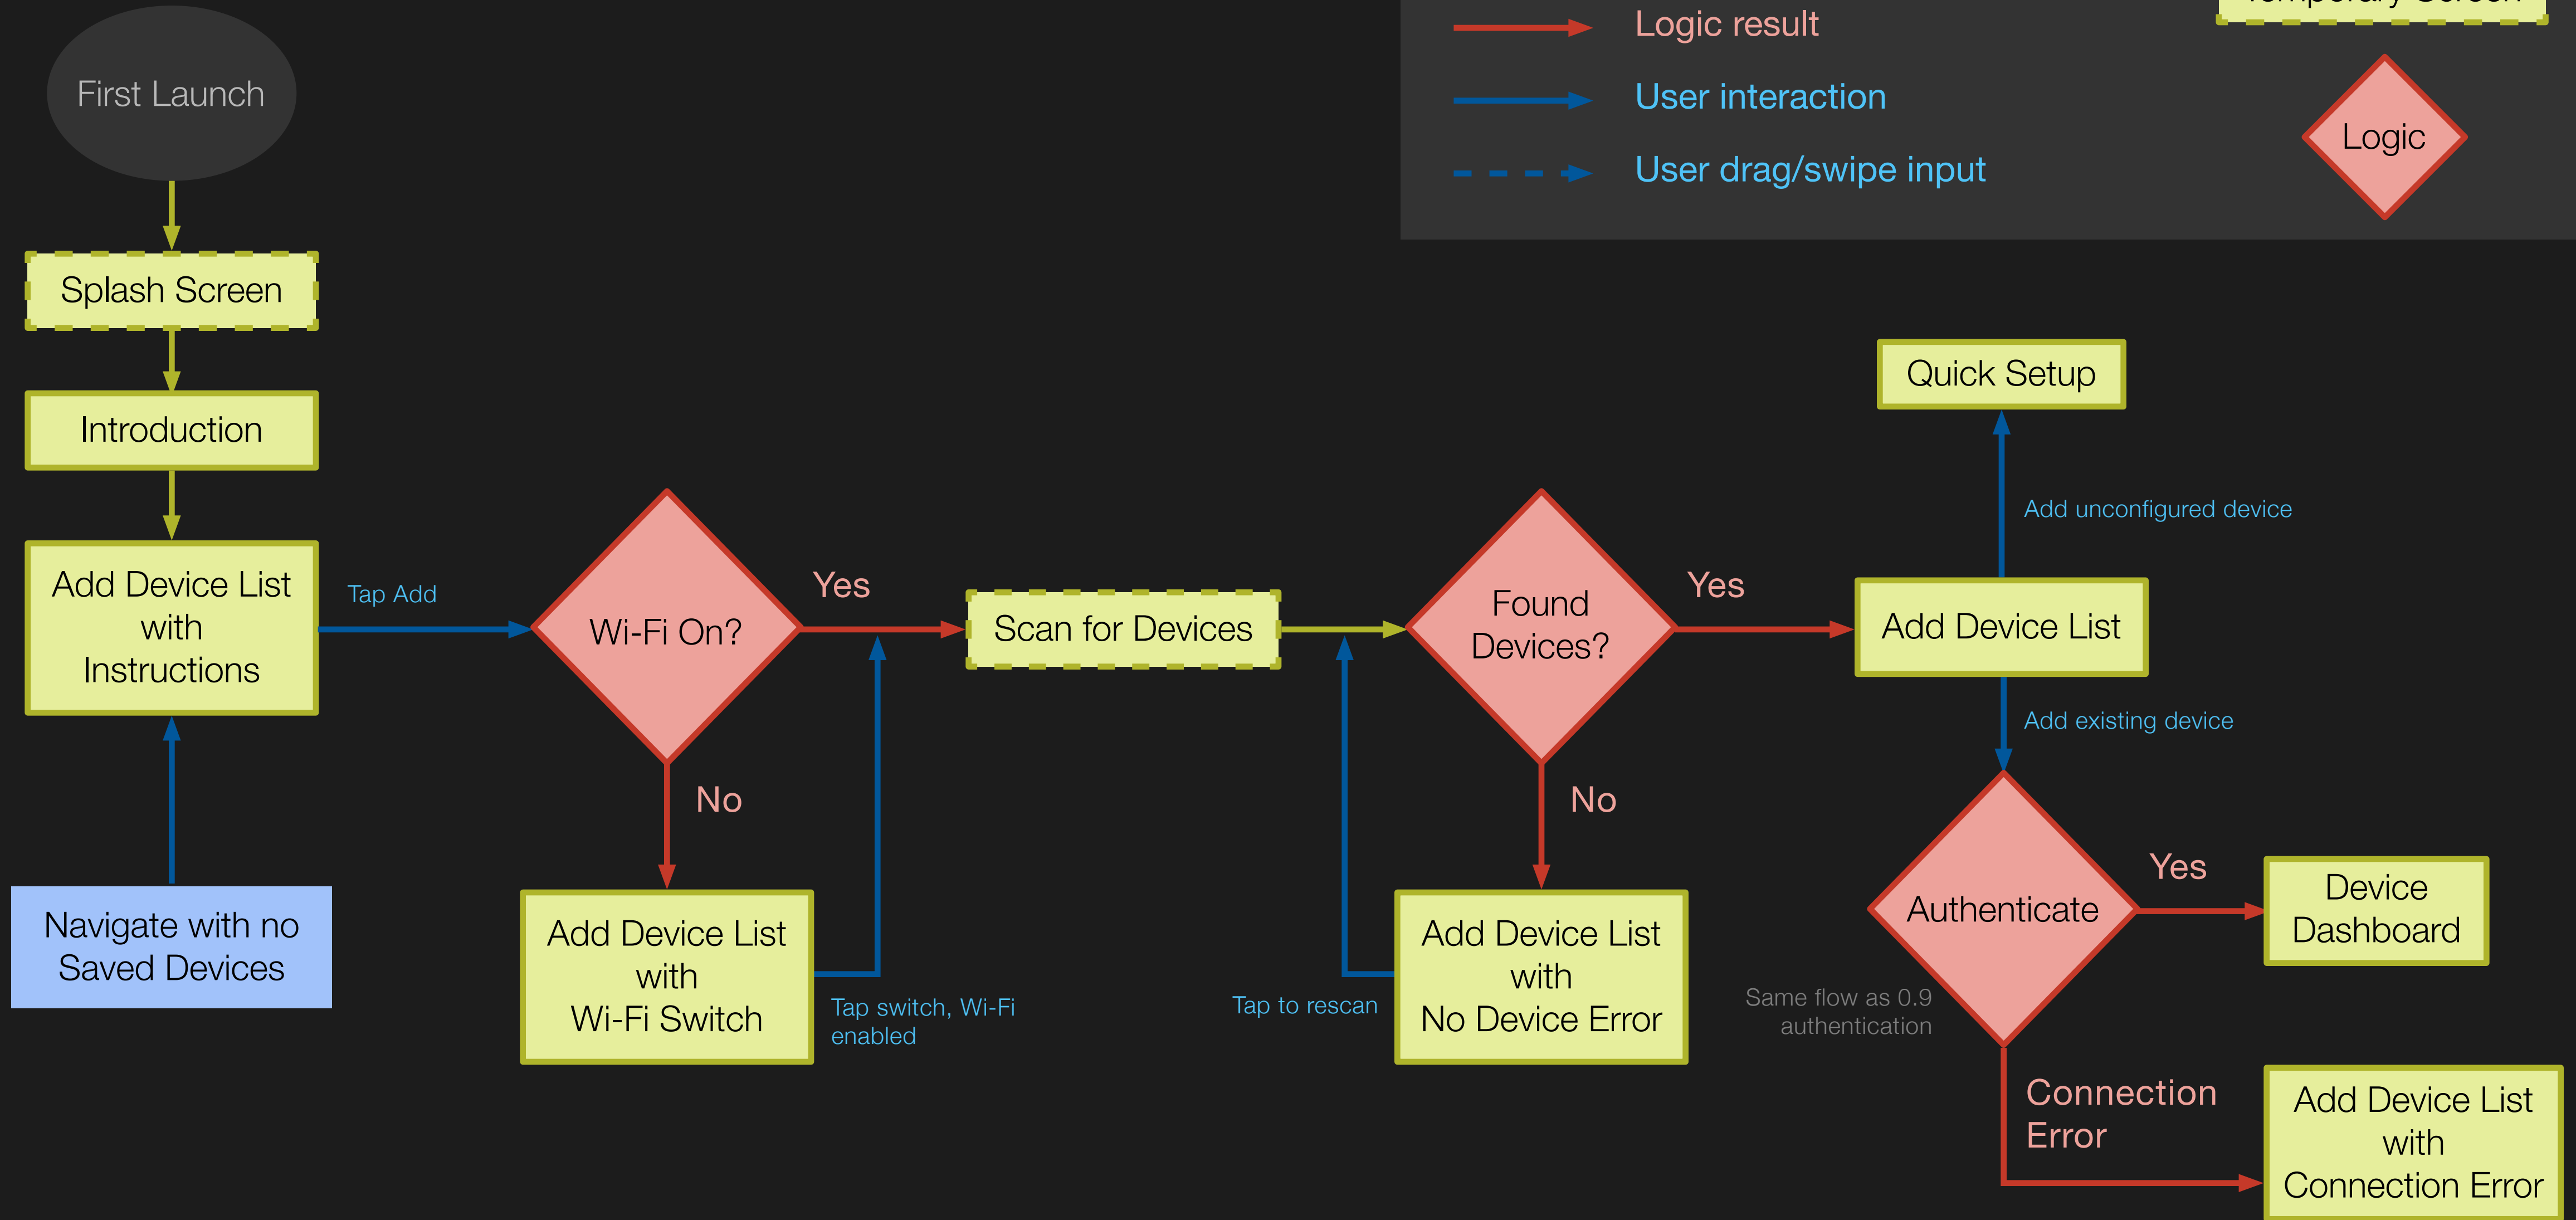 Temporary Screen
Logic result
User interaction
User drag/swipe input
Logic
First Launch
Splash Screen
Introduction
Add Device List
with
Instructions
Tap Add
Navigate with no
Saved Devices
Wi-Fi On?
Yes
No
Add Device List
with
Wi-Fi Switch
Tap switch, Wi-Fi
enabled
Scan for Devices
Found
Devices?
Yes
No
Add Device List
with
No Device Error
Tap to rescan
Quick Setup
Add unconfigured device
Add Device List
Add existing device
Authenticate
Same flow as 0.9
authentication
Yes
Device
Dashboard
Connection
Error
Add Device List
with
Connection Error